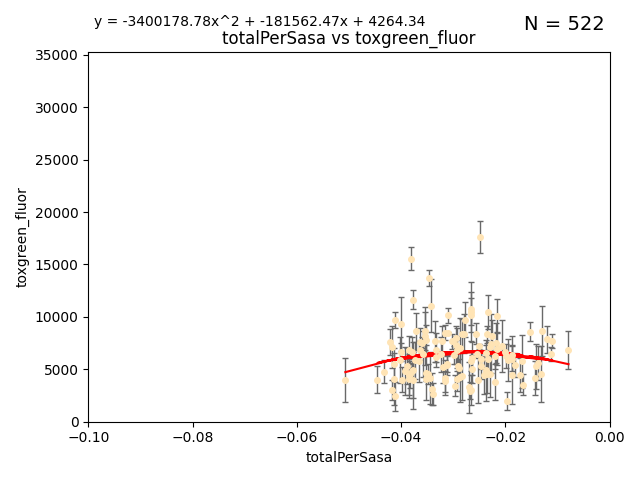 y = -3400178.78x^2 + -181562.47x + 4264.34
N = 522
totalPerSasa vs toxgreen_fluor
35000
30000
25000
20000
15000
10000
5000
0
toxgreen_fluor
−0.10
−0.08
−0.06
−0.04
−0.02
0.00
totalPerSasa